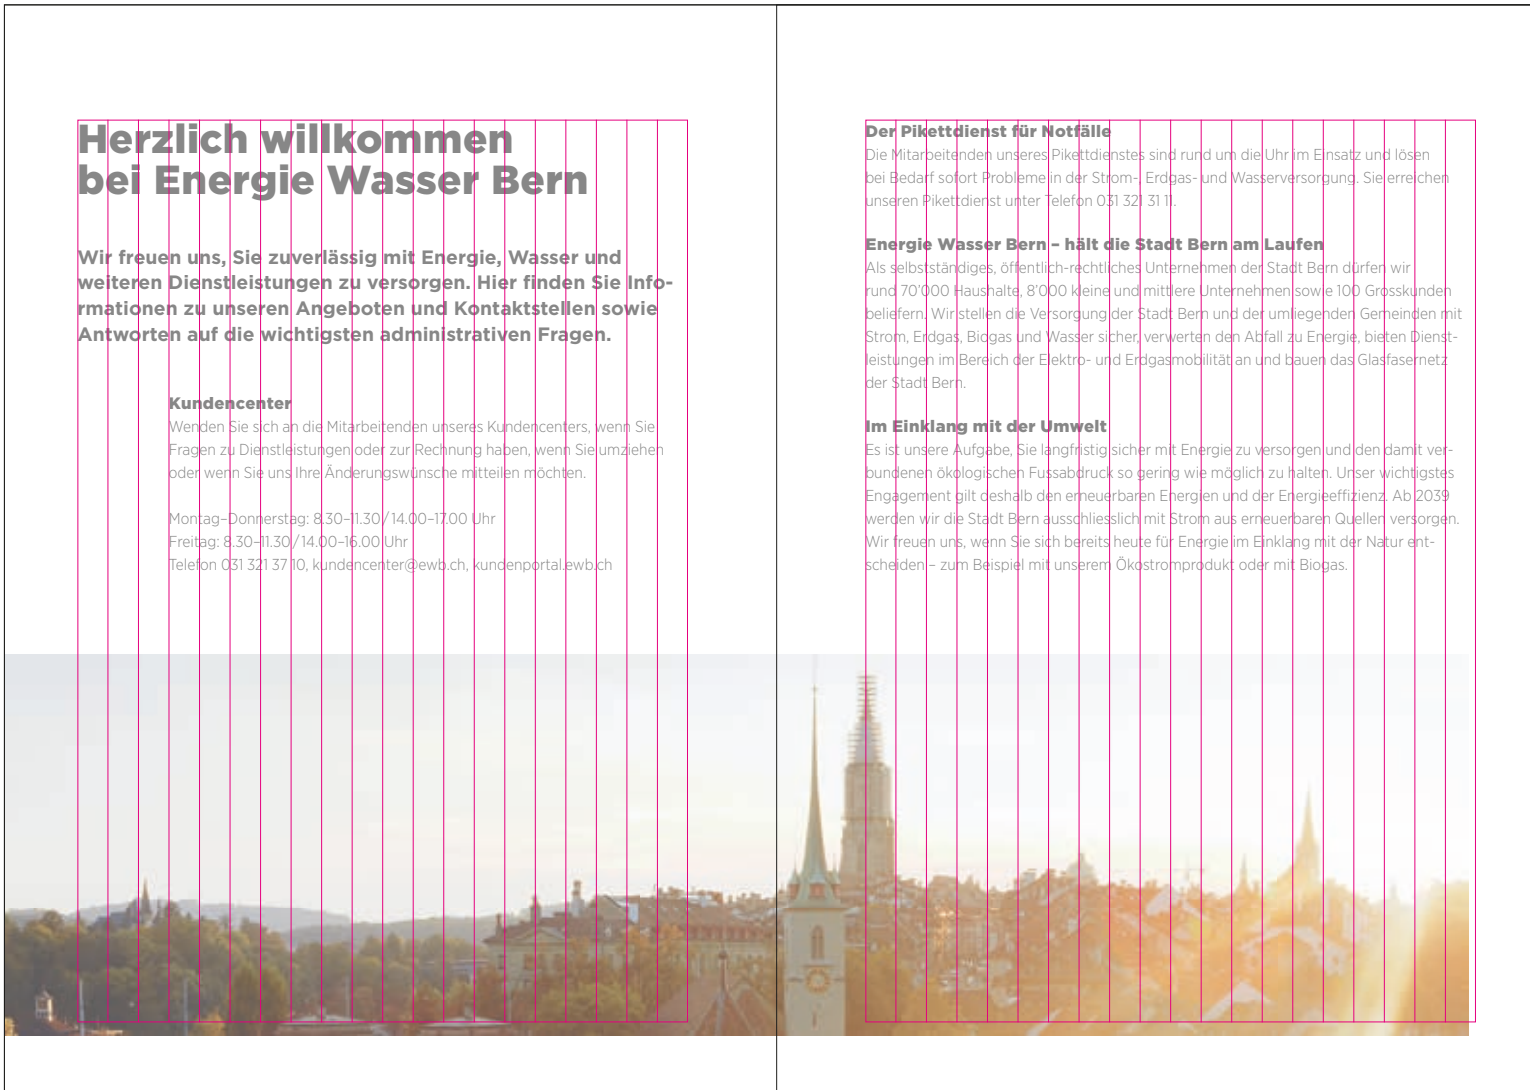 Herzlich willkommen
bei Energie Wasser Bern
Wir freuen uns, Sie zuverlässig mit Energie, Wasser und
weiteren Dienstleistungen zu versorgen. Hier finden Sie Info-
rmationen zu unseren Angeboten und Kontaktstellen sowie
Antworten auf die wichtigsten administrativen Fragen.
Kundencenter
Wenden Sie sich an die Mitarbeitenden unseres Kundencenters, wenn Sie
Fragen zu Dienstleistungen oder zur Rechnung haben, wenn Sie umziehen
oder wenn Sie uns Ihre Änderungswünsche mitteilen möchten.
Montag–Donnerstag: 8.30–11.30/14.00–17.00 Uhr
Freitag: 8.30–11.30/14.00–16.00 Uhr
Telefon 031 321 37 10, kundencenter@ewb.ch, kundenportal.ewb.ch
Der Pikettdienst für Notfälle
Die Mitarbeitenden unseres Pikettdienstes sind rund um die Uhr im Einsatz und lösen
bei Bedarf sofort Probleme in der Strom-, Erdgas- und Wasserversorgung. Sie erreichen
unseren Pikettdienst unter Telefon 031 321 31 11.
Energie Wasser Bern – hält die Stadt Bern am Laufen
Als selbstständiges, öffentlich-rechtliches Unternehmen der Stadt Bern dürfen wir
rund 70’000 Haushalte, 8’000 kleine und mittlere Unternehmen sowie 100 Grosskunden
beliefern. Wir stellen die Versorgung der Stadt Bern und der umliegenden Gemeinden mit
Strom, Erdgas, Biogas und Wasser sicher, verwerten den Abfall zu Energie, bieten Dienst-
leistungen im Bereich der Elektro- und Erdgasmobilität an und bauen das Glasfasernetz
der Stadt Bern.
Im Einklang mit der Umwelt
Es ist unsere Aufgabe, Sie langfristig sicher mit Energie zu versorgen und den damit ver-
bundenen ökologischen Fussabdruck so gering wie möglich zu halten. Unser wichtigstes
Engagement gilt deshalb den erneuerbaren Energien und der Energieeffizienz. Ab 2039
werden wir die Stadt Bern ausschliesslich mit Strom aus erneuerbaren Quellen versorgen.
Wir freuen uns, wenn Sie sich bereits heute für Energie im Einklang mit der Natur ent-
scheiden – zum Beispiel mit unserem Ökostromprodukt oder mit Biogas.